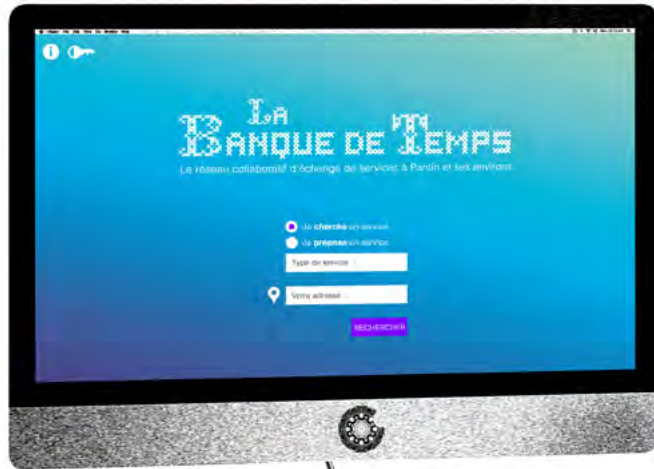 i
LA
BANQUE DE TEMPS
Le réseau collaboratif d'échange de services à Pantin et ses environs
Je cherche un service
Je propose un service
Type de service
Votre adresse ...
RECHERCHER